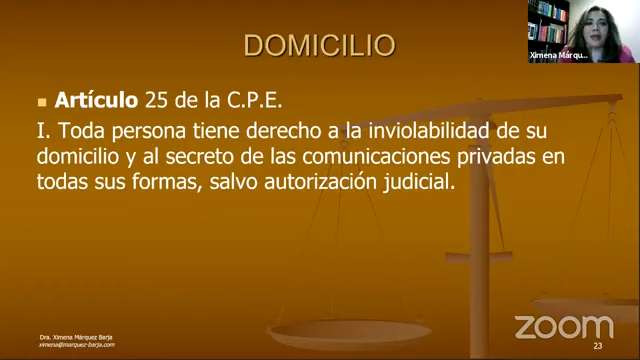 DOMICILIO
Ximena Márqu...
Artículo 25 de la C.P.E.
I. Toda persona tiene derecho a la inviolabilidad de su
domicilio y al secreto de las comunicaciones privadas en
todas sus formas, salvo autorización judicial.
Dra. Ximena Márquez Barja
ximena@marquez-barja.com
zoom
23